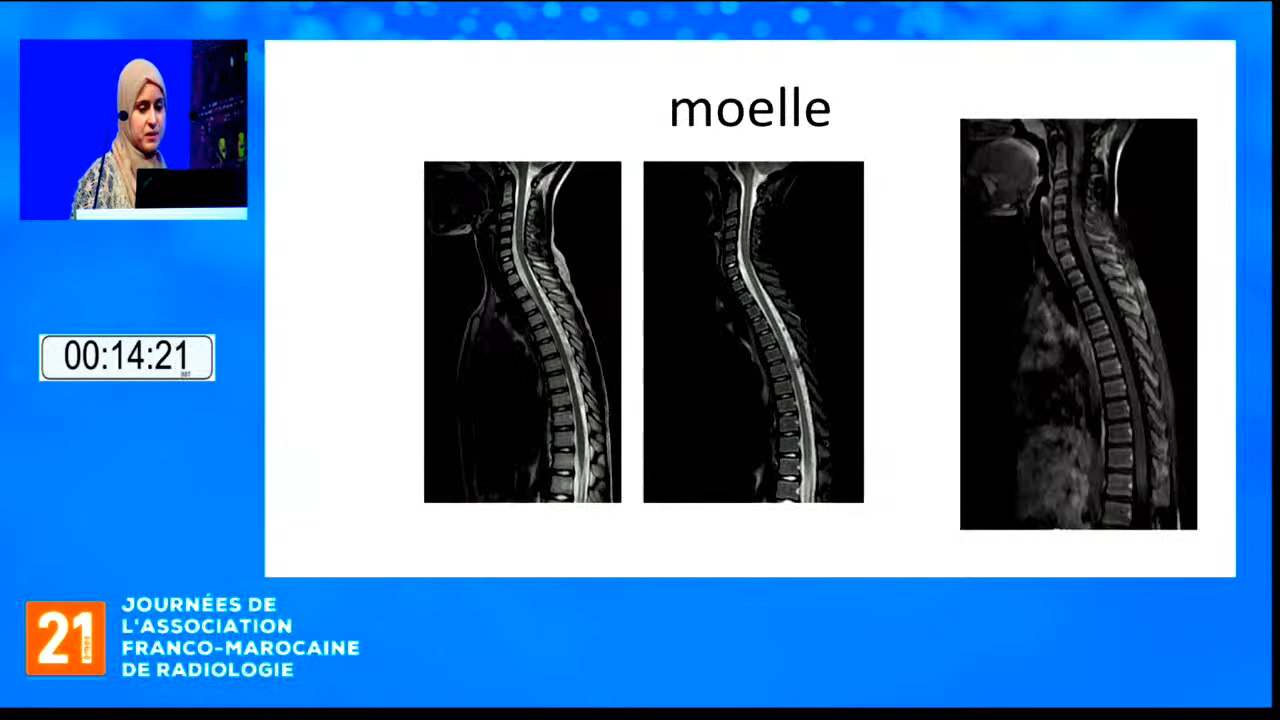 moelle
00:14:21
21
JOURNÉES DE
L'ASSOCIATION
FRANCO-MAROCAINE
DE RADIOLOGIE